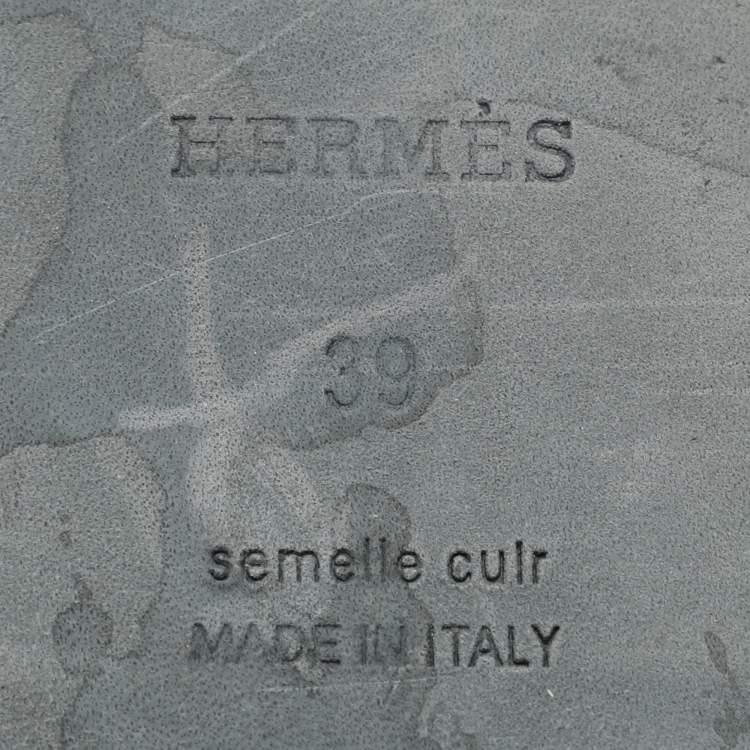 HERMÈS
39
semelle cuir
MADE IN ITALY